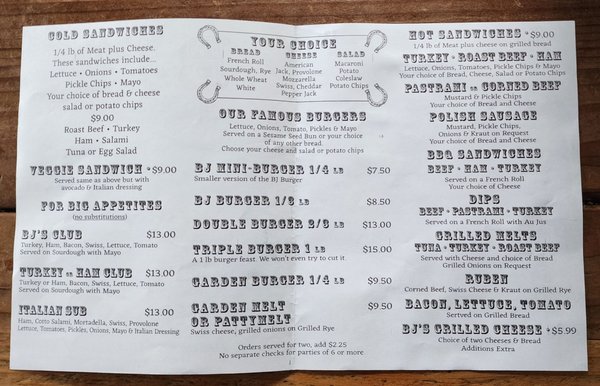 COLD SANDWICHES
1/4 lb of Meat plus Cheese.
These sandwiches include...
Lettuce • Onions • Tomatoes
Pickle Chips • Mayo
Your choice of bread & cheese
salad or potato chips
$9.00
Roast Beef • Turkey
Ham • Salami
Tuna or Egg Salad
VEGGIE SANDWICH • $9.00
Served same as above but with
avocado & Italian dressing
FOR BIG APPETITES
(no substitutions)
BJ'S CLUB $13.00
Turkey, Ham, Bacon, Swiss, Lettuce, Tomato
Served on Sourdough with Mayo
TURKEY OR HAM CLUB $13.00
Turkey or Ham, Bacon, Swiss, Lettuce, Tomato
Served on Sourdough with Mayo
ITALIAN SUB $13.00
Ham, Cotto Salami, Mortadella, Swiss, Provolone
Lettuce, Tomatoes, Pickles, Onions, Mayo & Italian Dressing
YOUR CHOICE
BREAD CHEESE SALAD
French Roll American Macaroni
Sourdough, Rye Jack, Provolone Potato
Whole Wheat Mozzarella Coleslaw
White Swiss, Cheddar Potato Chips
Pepper Jack
OUR FAMOUS BURGERS
Lettuce, Onions, Tomato, Pickles & Mayo
Served on a Sesame Seed Bun or Your choice
of any other bread.
Choose your cheese and salad or potato chips
BJ MINI-BURGER 1/4 LB $7.50
Smaller version of the BJ Burger
BJ BURGER 1/3 LB $8.50
DOUBLE BURGER 2/3 LB $13.00
TRIPLE BURGER 1 LB $15.00
A 1 lb burger feast. We won't even try to cut it.
GARDEN BURGER 1/4 LB $9.50
GARDEN MELT $9.50
OR PATTYMELT
Swiss cheese, grilled onions on Grilled Rye
Orders served for two, add $2.25
No separate checks for parties of 6 or more.
HOT SANDWICHES • $9.00
1/4 lb of Meat plus cheese on grilled bread
TURKEY • ROAST BEEF • HAM
Lettuce, Onions, Tomatoes, Pickle Chips & Mayo
Your choice of Bread, Cheese, Salad or Potato Chips
PASTRAMI OR CORNED BEEF
Mustard & Pickle Chips
Your choice of Bread and Cheese
POLISH SAUSAGE
Mustard, Pickle Chips,
Onions & Kraut on Request
Your choice of Bread and Cheese
BBQ SANDWICHES
BEEF • HAM • TURKEY
Served on a French Roll
Your choice of Cheese
DIPS
BEEF • PASTRAMI • TURKEY
Served on a French Roll with Au Jus
GRILLED MELTS
TUNA • TURKEY • ROAST BEEF
Served with Cheese and choice of Bread
Grilled Onions on Request
RUBEN
Corned Beef, Swiss Cheese & Kraut on Grilled Rye
BACON, LETTUCE, TOMATO
Served on Grilled Bread
BJ'S GRILLED CHEESE • $5.99
Choice of two Cheeses & Bread
Additions Extra